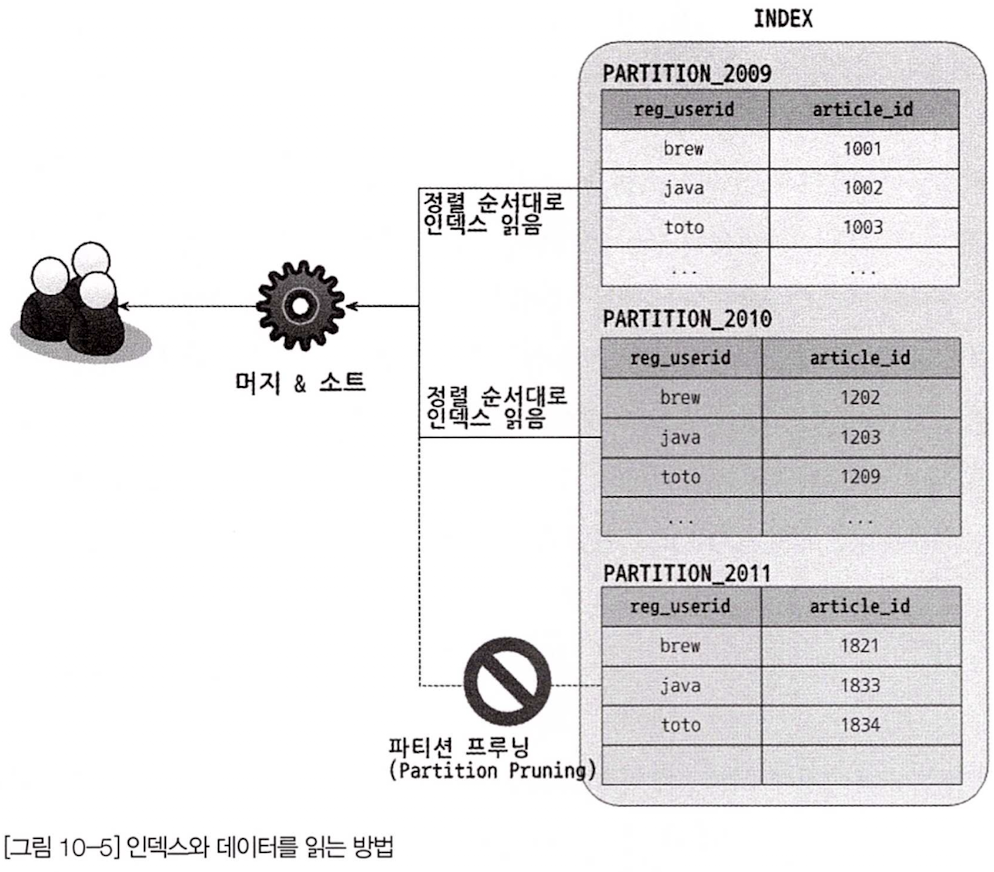 INDEX
PARTITION_2009
reg_userid article_id
brew 1001
java 1002
toto 1003
... ...
정렬 순서대로
인덱스 읽음
머지 & 소트
PARTITION_2010
reg_userid article_id
brew 1202
java 1203
toto 1209
... ...
정렬 순서대로
인덱스 읽음
PARTITION_2011
reg_userid article_id
brew 1821
java 1833
toto 1834
파티션 프루닝
(Partition Pruning)
[그림 10–5] 인덱스와 데이터를 읽는 방법